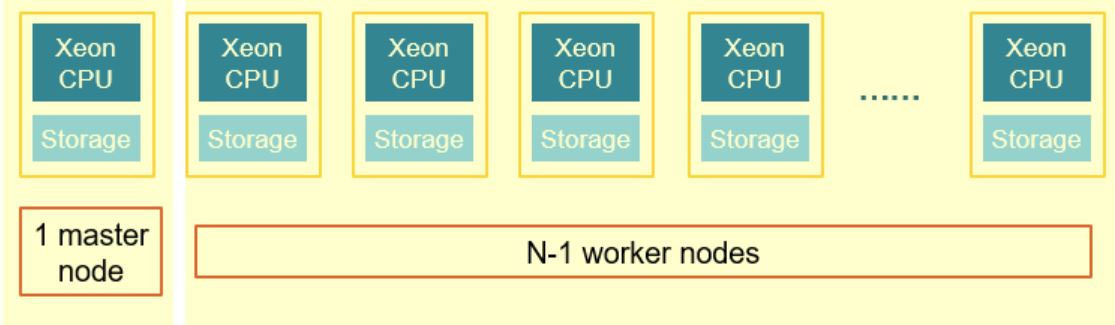 Xeon
CPU
Storage
Xeon
CPU
Storage
Xeon
CPU
Storage
Xeon
CPU
Storage
Xeon
CPU
Storage
......
Xeon
CPU
Storage
1 master
node
N-1 worker nodes